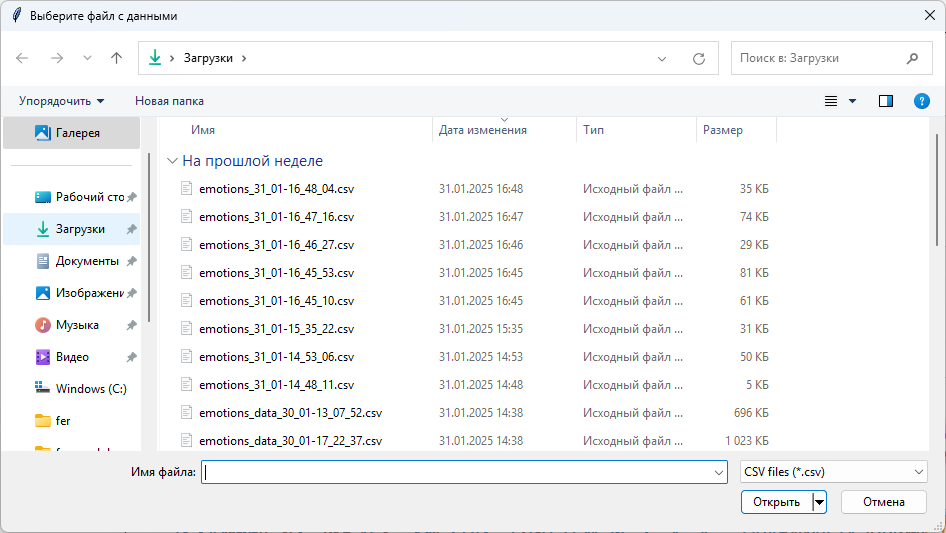 Выберите файл с данными
Загрузки
Поиск в: Загрузки
Упорядочить
Новая папка
Галерея
Рабочий сто
Загрузки
Документы
Изображени
Музыка
Видео
Windows (C:)
fer
Имя Дата изменения Тип Размер
На прошлой неделе
emotions_31_01-16_48_04.csv 31.01.2025 16:48 Исходный файл ... 35 КБ
emotions_31_01-16_47_16.csv 31.01.2025 16:47 Исходный файл ... 74 КБ
emotions_31_01-16_46_27.csv 31.01.2025 16:46 Исходный файл ... 29 КБ
emotions_31_01-16_45_53.csv 31.01.2025 16:45 Исходный файл ... 81 КБ
emotions_31_01-16_45_10.csv 31.01.2025 16:45 Исходный файл ... 61 КБ
emotions_31_01-15_35_22.csv 31.01.2025 15:35 Исходный файл ... 31 КБ
emotions_31_01-14_53_06.csv 31.01.2025 14:53 Исходный файл ... 50 КБ
emotions_31_01-14_48_11.csv 31.01.2025 14:48 Исходный файл ... 5 КБ
emotions_data_30_01-13_07_52.csv 31.01.2025 14:38 Исходный файл ... 696 КБ
emotions_data_30_01-17_22_37.csv 31.01.2025 14:38 Исходный файл ... 1 023 КБ
Имя файла:
CSV files (*.csv)
Открыть
Отмена